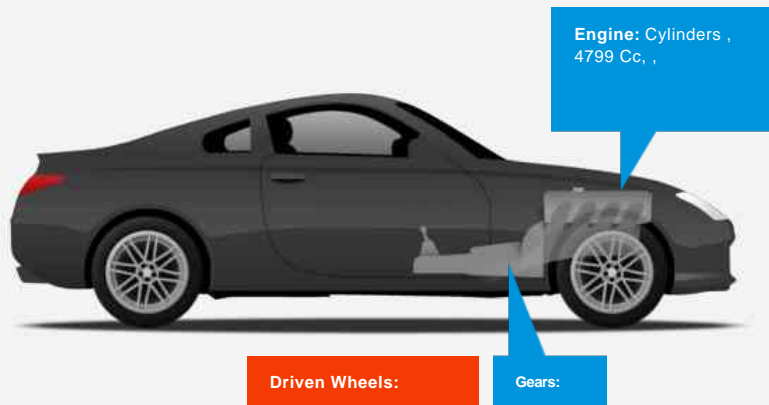 Engine: Cylinders ,
4799 Cc, ,
Driven Wheels:
Gears: